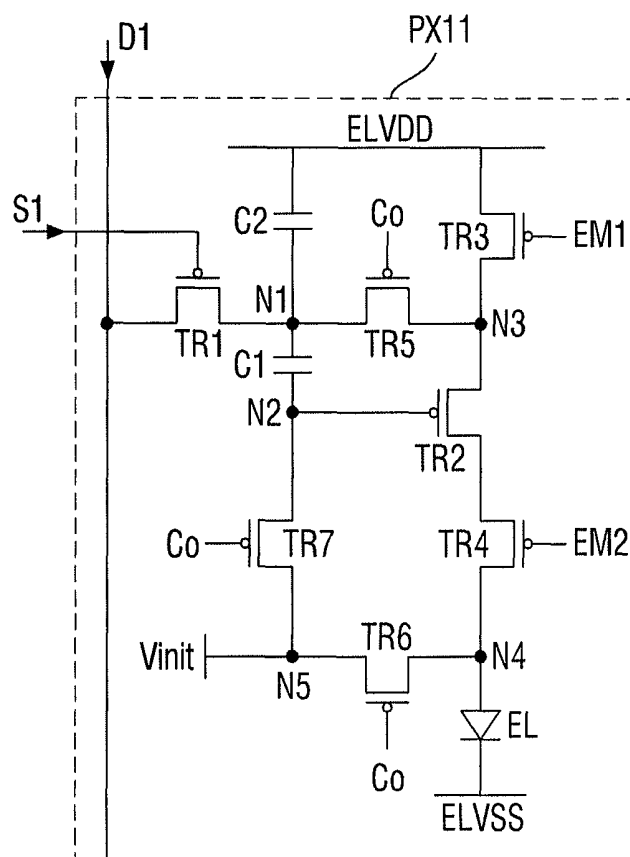 D1
PX11
ELVDD
S1
C2
Co
TR3
EM1
N1
N3
TR1
TR5
C1
N2
TR2
Co
TR7
TR4
EM2
Vinit
TR6
N5
N4
EL
Co
ELVSS